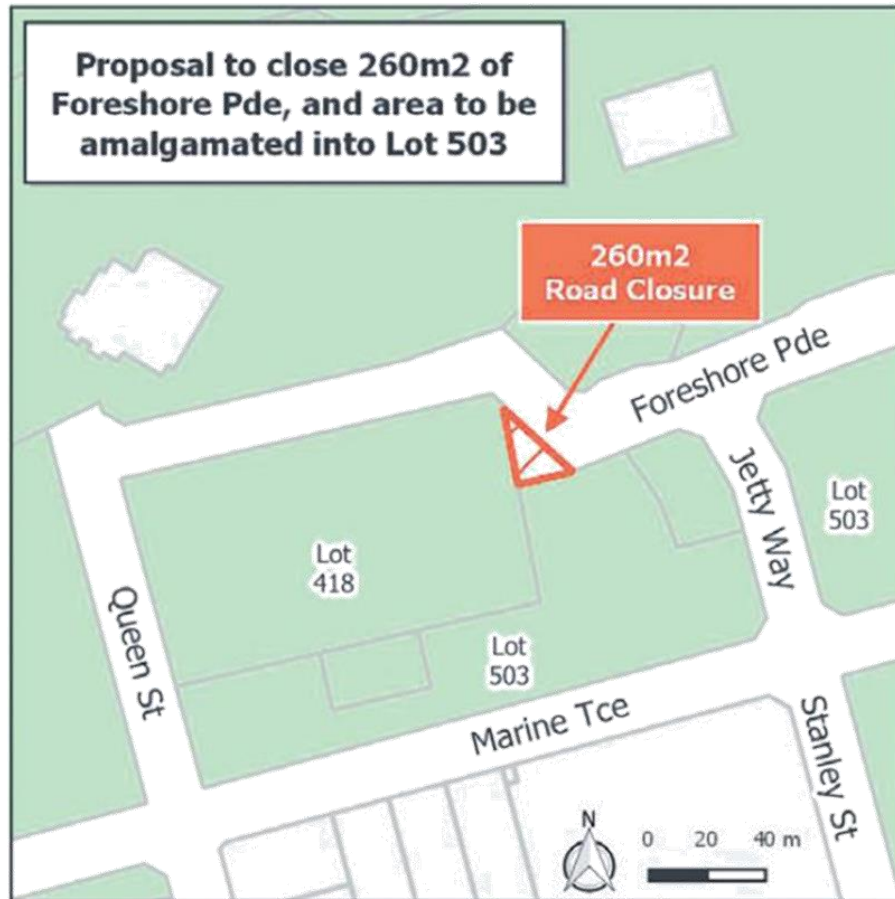 Proposal to close 260m2 of
Foreshore Pde, and area to be
amalgamated into Lot 503
260m2
Road Closure
Foreshore Pde
Jetty Way
Lot
503
Lot
418
Queen St
Lot
503
Marine Tce
Stanley St
N
0 20 40 m